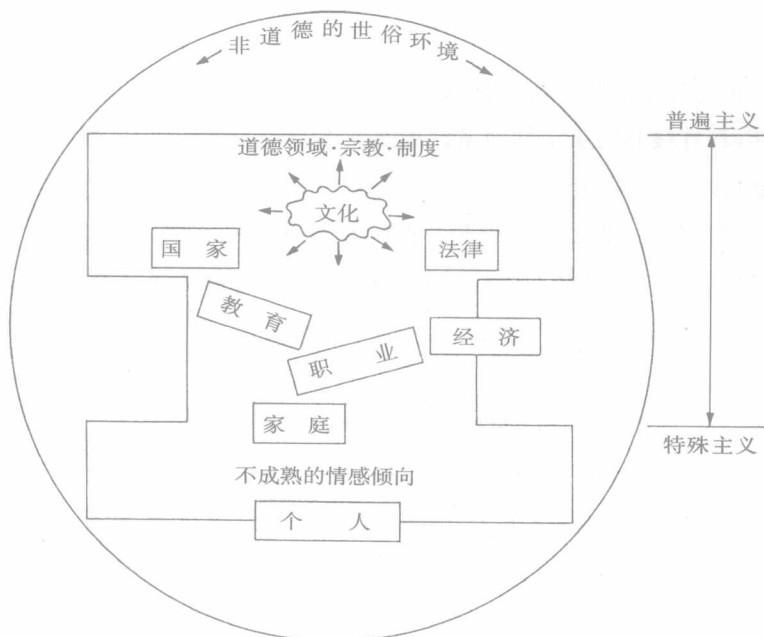 非道德的世俗环境
普遍主义
道德领域·宗教·制度
文化
国 家
法律
教 育
经 济
职 业
家 庭
特殊主义
不成熟的情感倾向
个 人